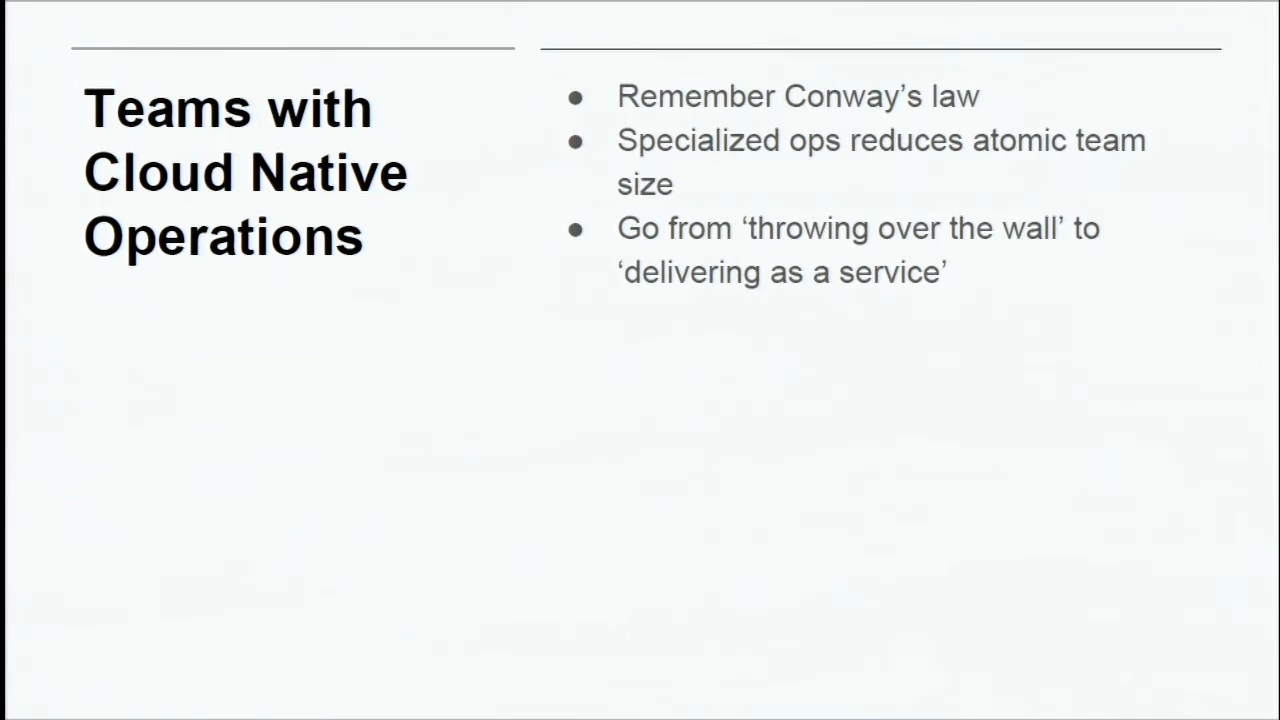 Teams with
Cloud Native
Operations
● Remember Conway’s law
● Specialized ops reduces atomic team
size
● Go from ‘throwing over the wall’ to
‘delivering as a service’